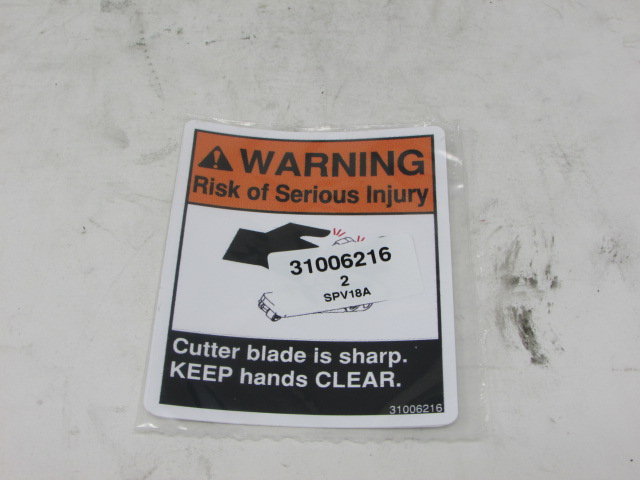 WARNING
Risk of Serious Injury
31006216
2
SPV18A
Cutter blade is sharp.
KEEP hands CLEAR.
31006216